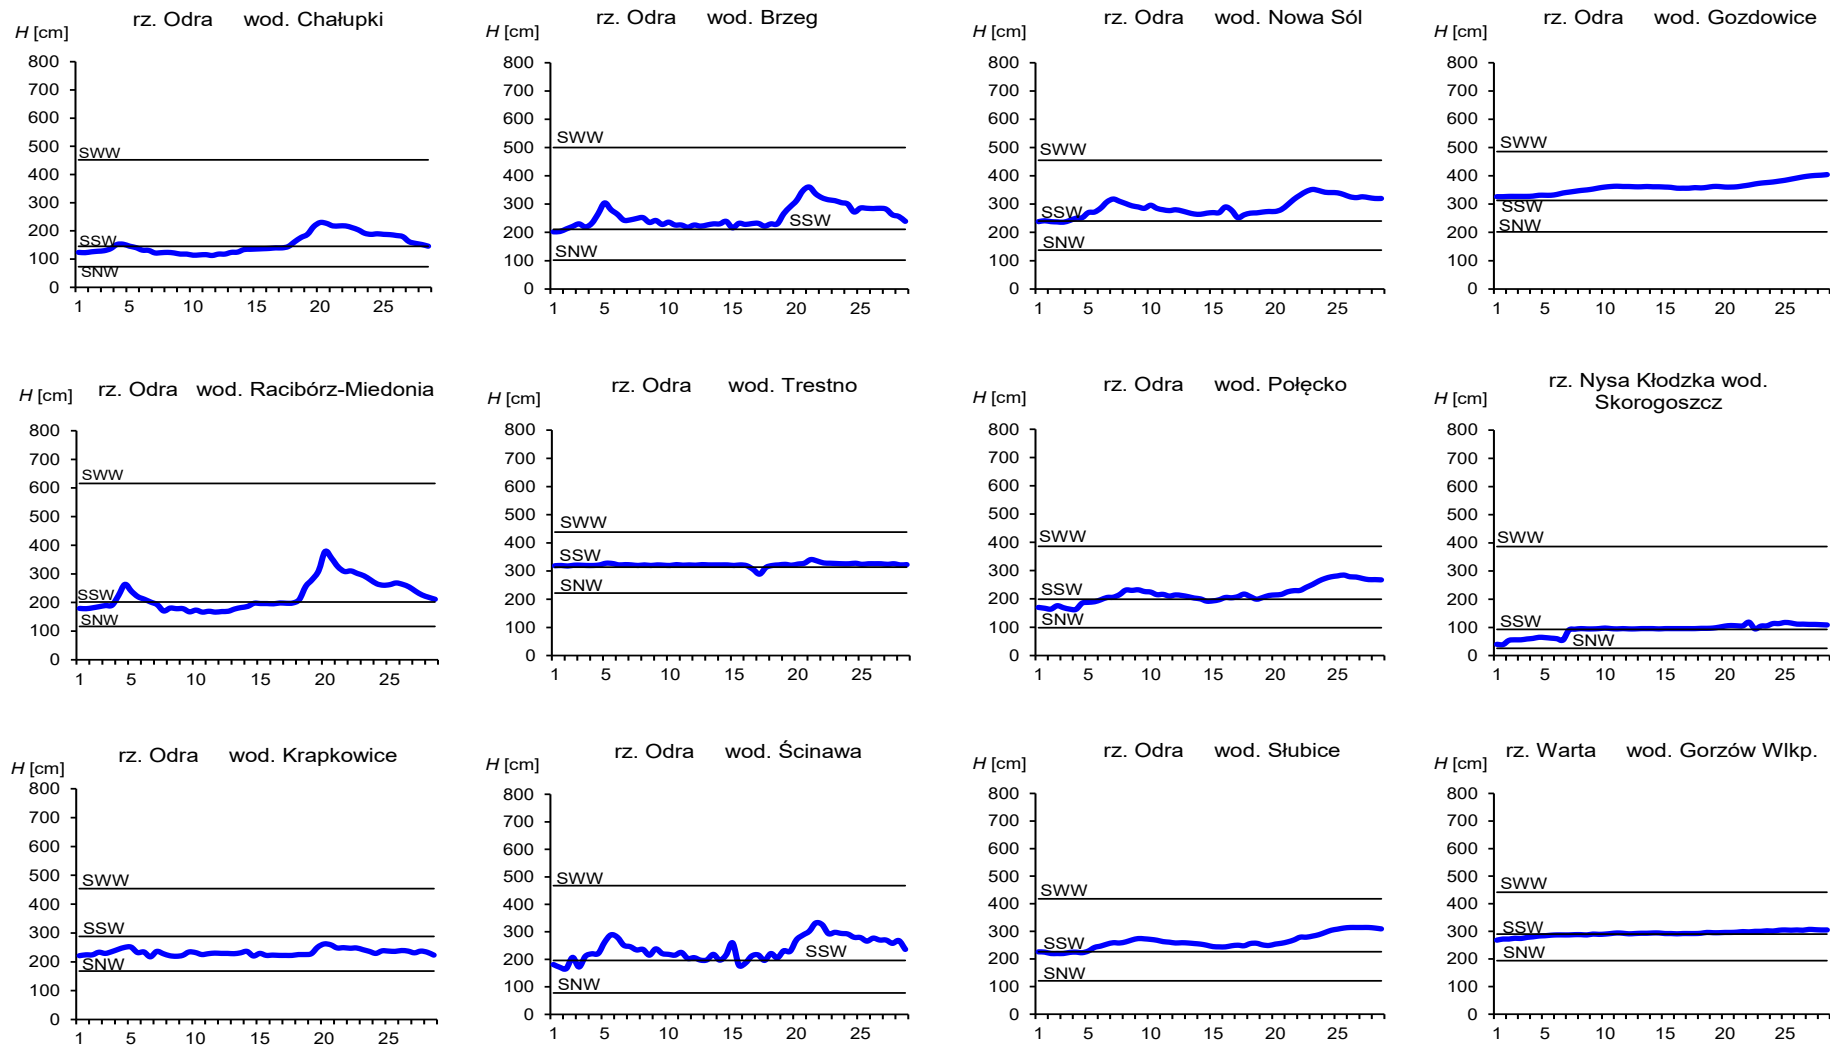 rz. Odra wod. Chałupki
H [cm]
800
700
600
500
400
300
200
100
0
SWW
SSW
SNW
1 5 10 15 20 25
rz. Odra wod. Brzeg
H [cm]
800
700
600
500
400
300
200
100
0
SWW
SSW
SNW
1 5 10 15 20 25
rz. Odra wod. Nowa Sól
H [cm]
800
700
600
500
400
300
200
100
0
SWW
SSW
SNW
1 5 10 15 20 25
rz. Odra wod. Gozdowice
H [cm]
800
700
600
500
400
300
200
100
0
SWW
SSW
SNW
1 5 10 15 20 25
rz. Odra wod. Racibórz-Miedonia
H [cm]
800
700
600
500
400
300
200
100
0
SWW
SSW
SNW
1 5 10 15 20 25
rz. Odra wod. Trestno
H [cm]
800
700
600
500
400
300
200
100
0
SWW
SSW
SNW
1 5 10 15 20 25
rz. Odra wod. Połęcko
H [cm]
800
700
600
500
400
300
200
100
0
SWW
SSW
SNW
1 5 10 15 20 25
rz. Nysa Kłodzka wod.
Skorogoszcz
H [cm]
800
700
600
500
400
300
200
100
0
SWW
SSW
SNW
1 5 10 15 20 25
rz. Odra wod. Krapkowice
H [cm]
800
700
600
500
400
300
200
100
0
SWW
SSW
SNW
1 5 10 15 20 25
rz. Odra wod. Ścinawa
H [cm]
800
700
600
500
400
300
200
100
0
SWW
SSW
SNW
1 5 10 15 20 25
rz. Odra wod. Słubice
H [cm]
800
700
600
500
400
300
200
100
0
SWW
SSW
SNW
1 5 10 15 20 25
rz. Warta wod. Gorzów Wlkp.
H [cm]
800
700
600
500
400
300
200
100
0
SWW
SSW
SNW
1 5 10 15 20 25